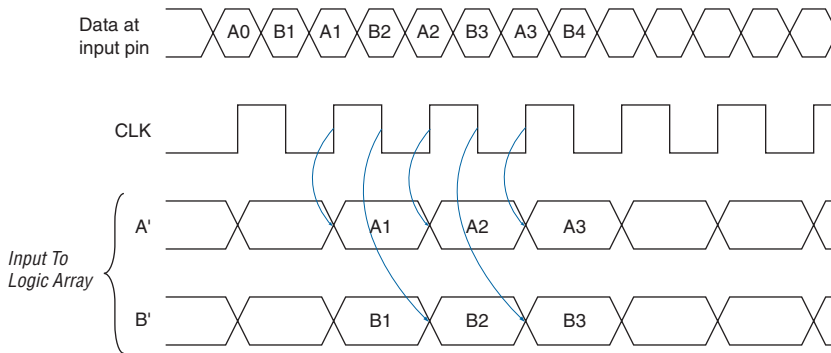 Data at
input pin
A0 B1 A1 B2 A2 B3 A3 B4
CLK
A'
A1 A2 A3
Input To
Logic Array
B'
B1 B2 B3